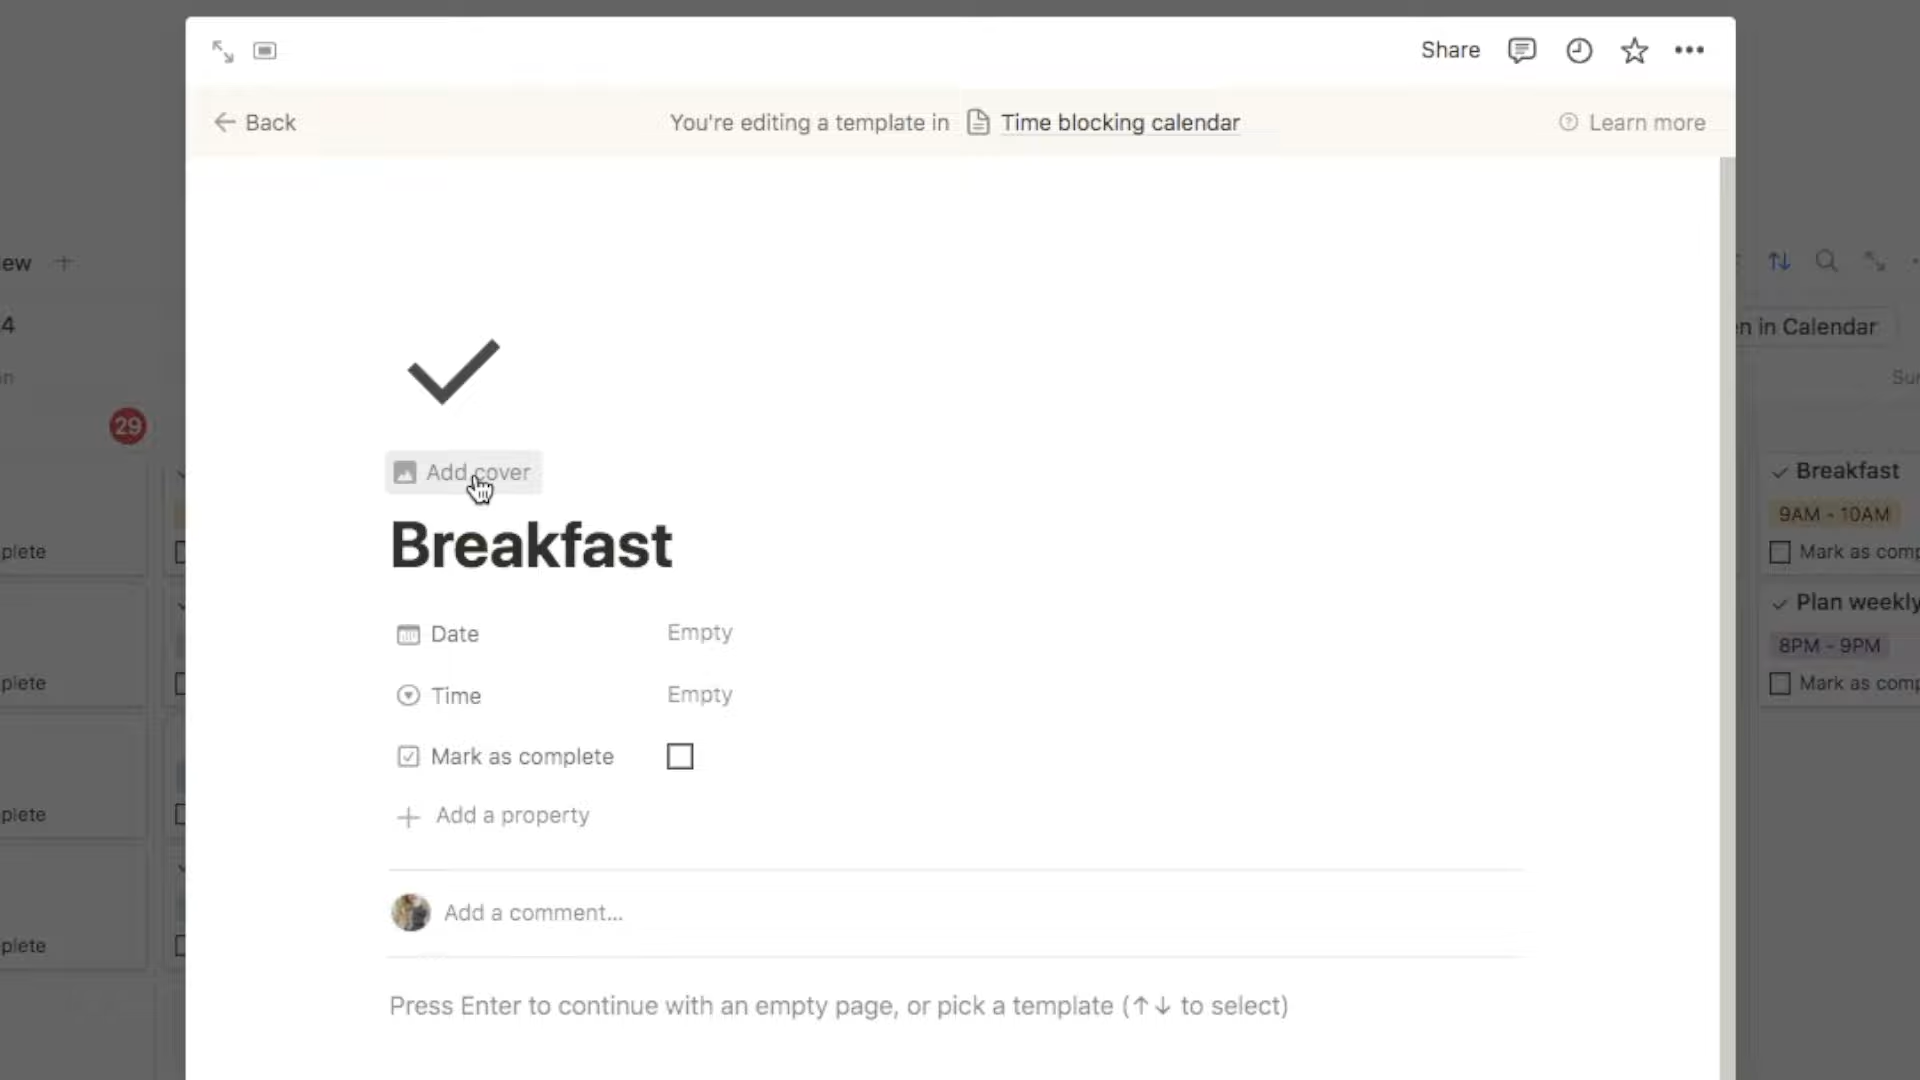 Share
Back
You're editing a template in Time blocking calendar
Learn more
Add cover
Breakfast
Date Empty
Time Empty
Mark as complete
Add a property
Add a comment...
Press Enter to continue with an empty page, or pick a template (↑↓ to select)
ew
4
29
plete
plete
plete
plete
n in Calendar
Sun
Breakfast
9AM - 10AM
Mark as comp
Plan weekly
8PM - 9PM
Mark as comp